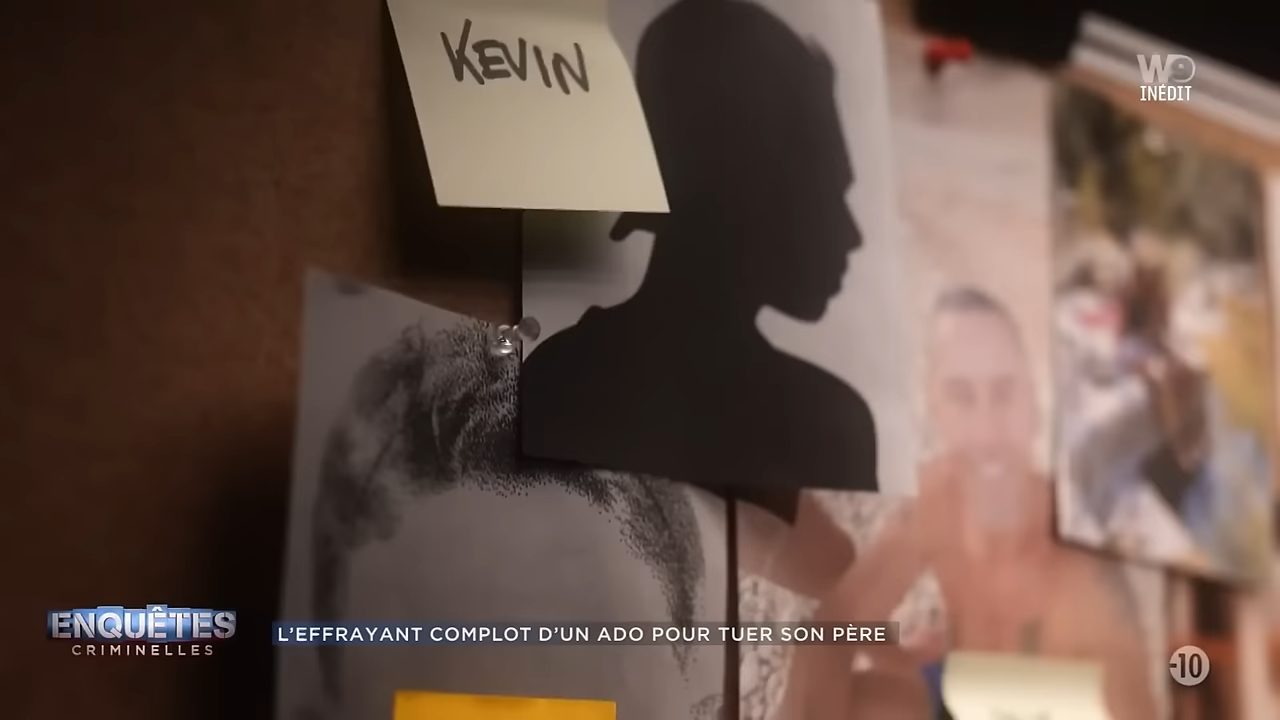 KEVIN
W9
INÉDIT
ENQUÊTES
CRIMINELLES
L'EFFRAYANT COMPLOT D'UN ADO POUR TUER SON PÈRE
-10